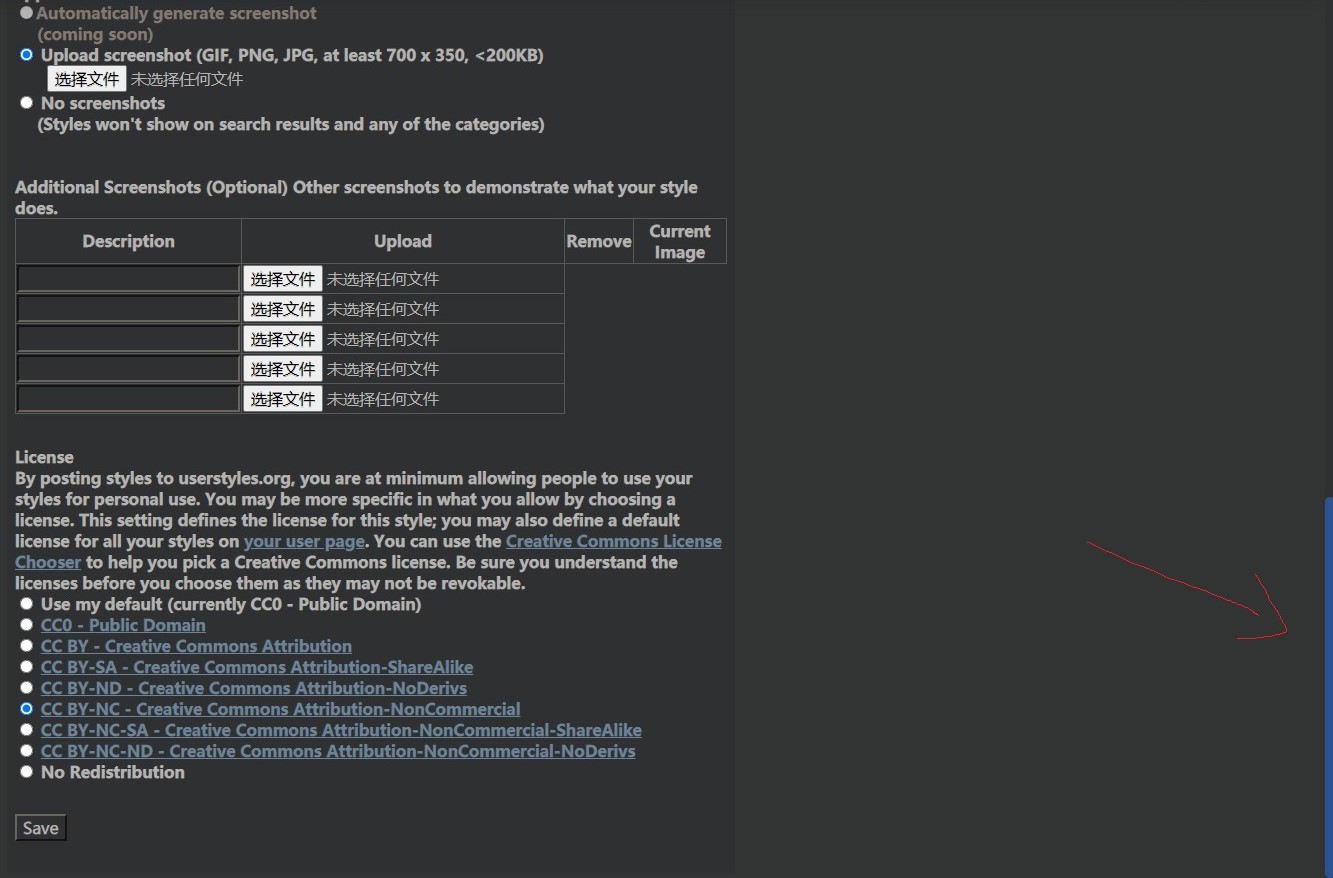 Automatically generate screenshot
(coming soon)
Upload screenshot (GIF, PNG, JPG, at least 700 x 350, <200KB)
选择文件 未选择任何文件
No screenshots
(Styles won't show on search results and any of the categories)
Additional Screenshots (Optional) Other screenshots to demonstrate what your style
does.
Description Upload Remove Current
Image
选择文件 未选择任何文件
选择文件 未选择任何文件
选择文件 未选择任何文件
选择文件 未选择任何文件
选择文件 未选择任何文件
License
By posting styles to userstyles.org, you are at minimum allowing people to use your
styles for personal use. You may be more specific in what you allow by choosing a
license. This setting defines the license for this style; you may also define a default
license for all your styles on your user page. You can use the Creative Commons License
Chooser to help you pick a Creative Commons license. Be sure you understand the
licenses before you choose them as they may not be revokable.
Use my default (currently CC0 - Public Domain)
CC0 - Public Domain
CC BY - Creative Commons Attribution
CC BY-SA - Creative Commons Attribution-ShareAlike
CC BY-ND - Creative Commons Attribution-NoDerivs
CC BY-NC - Creative Commons Attribution-NonCommercial
CC BY-NC-SA - Creative Commons Attribution-NonCommercial-ShareAlike
CC BY-NC-ND - Creative Commons Attribution-NonCommercial-NoDerivs
No Redistribution
Save